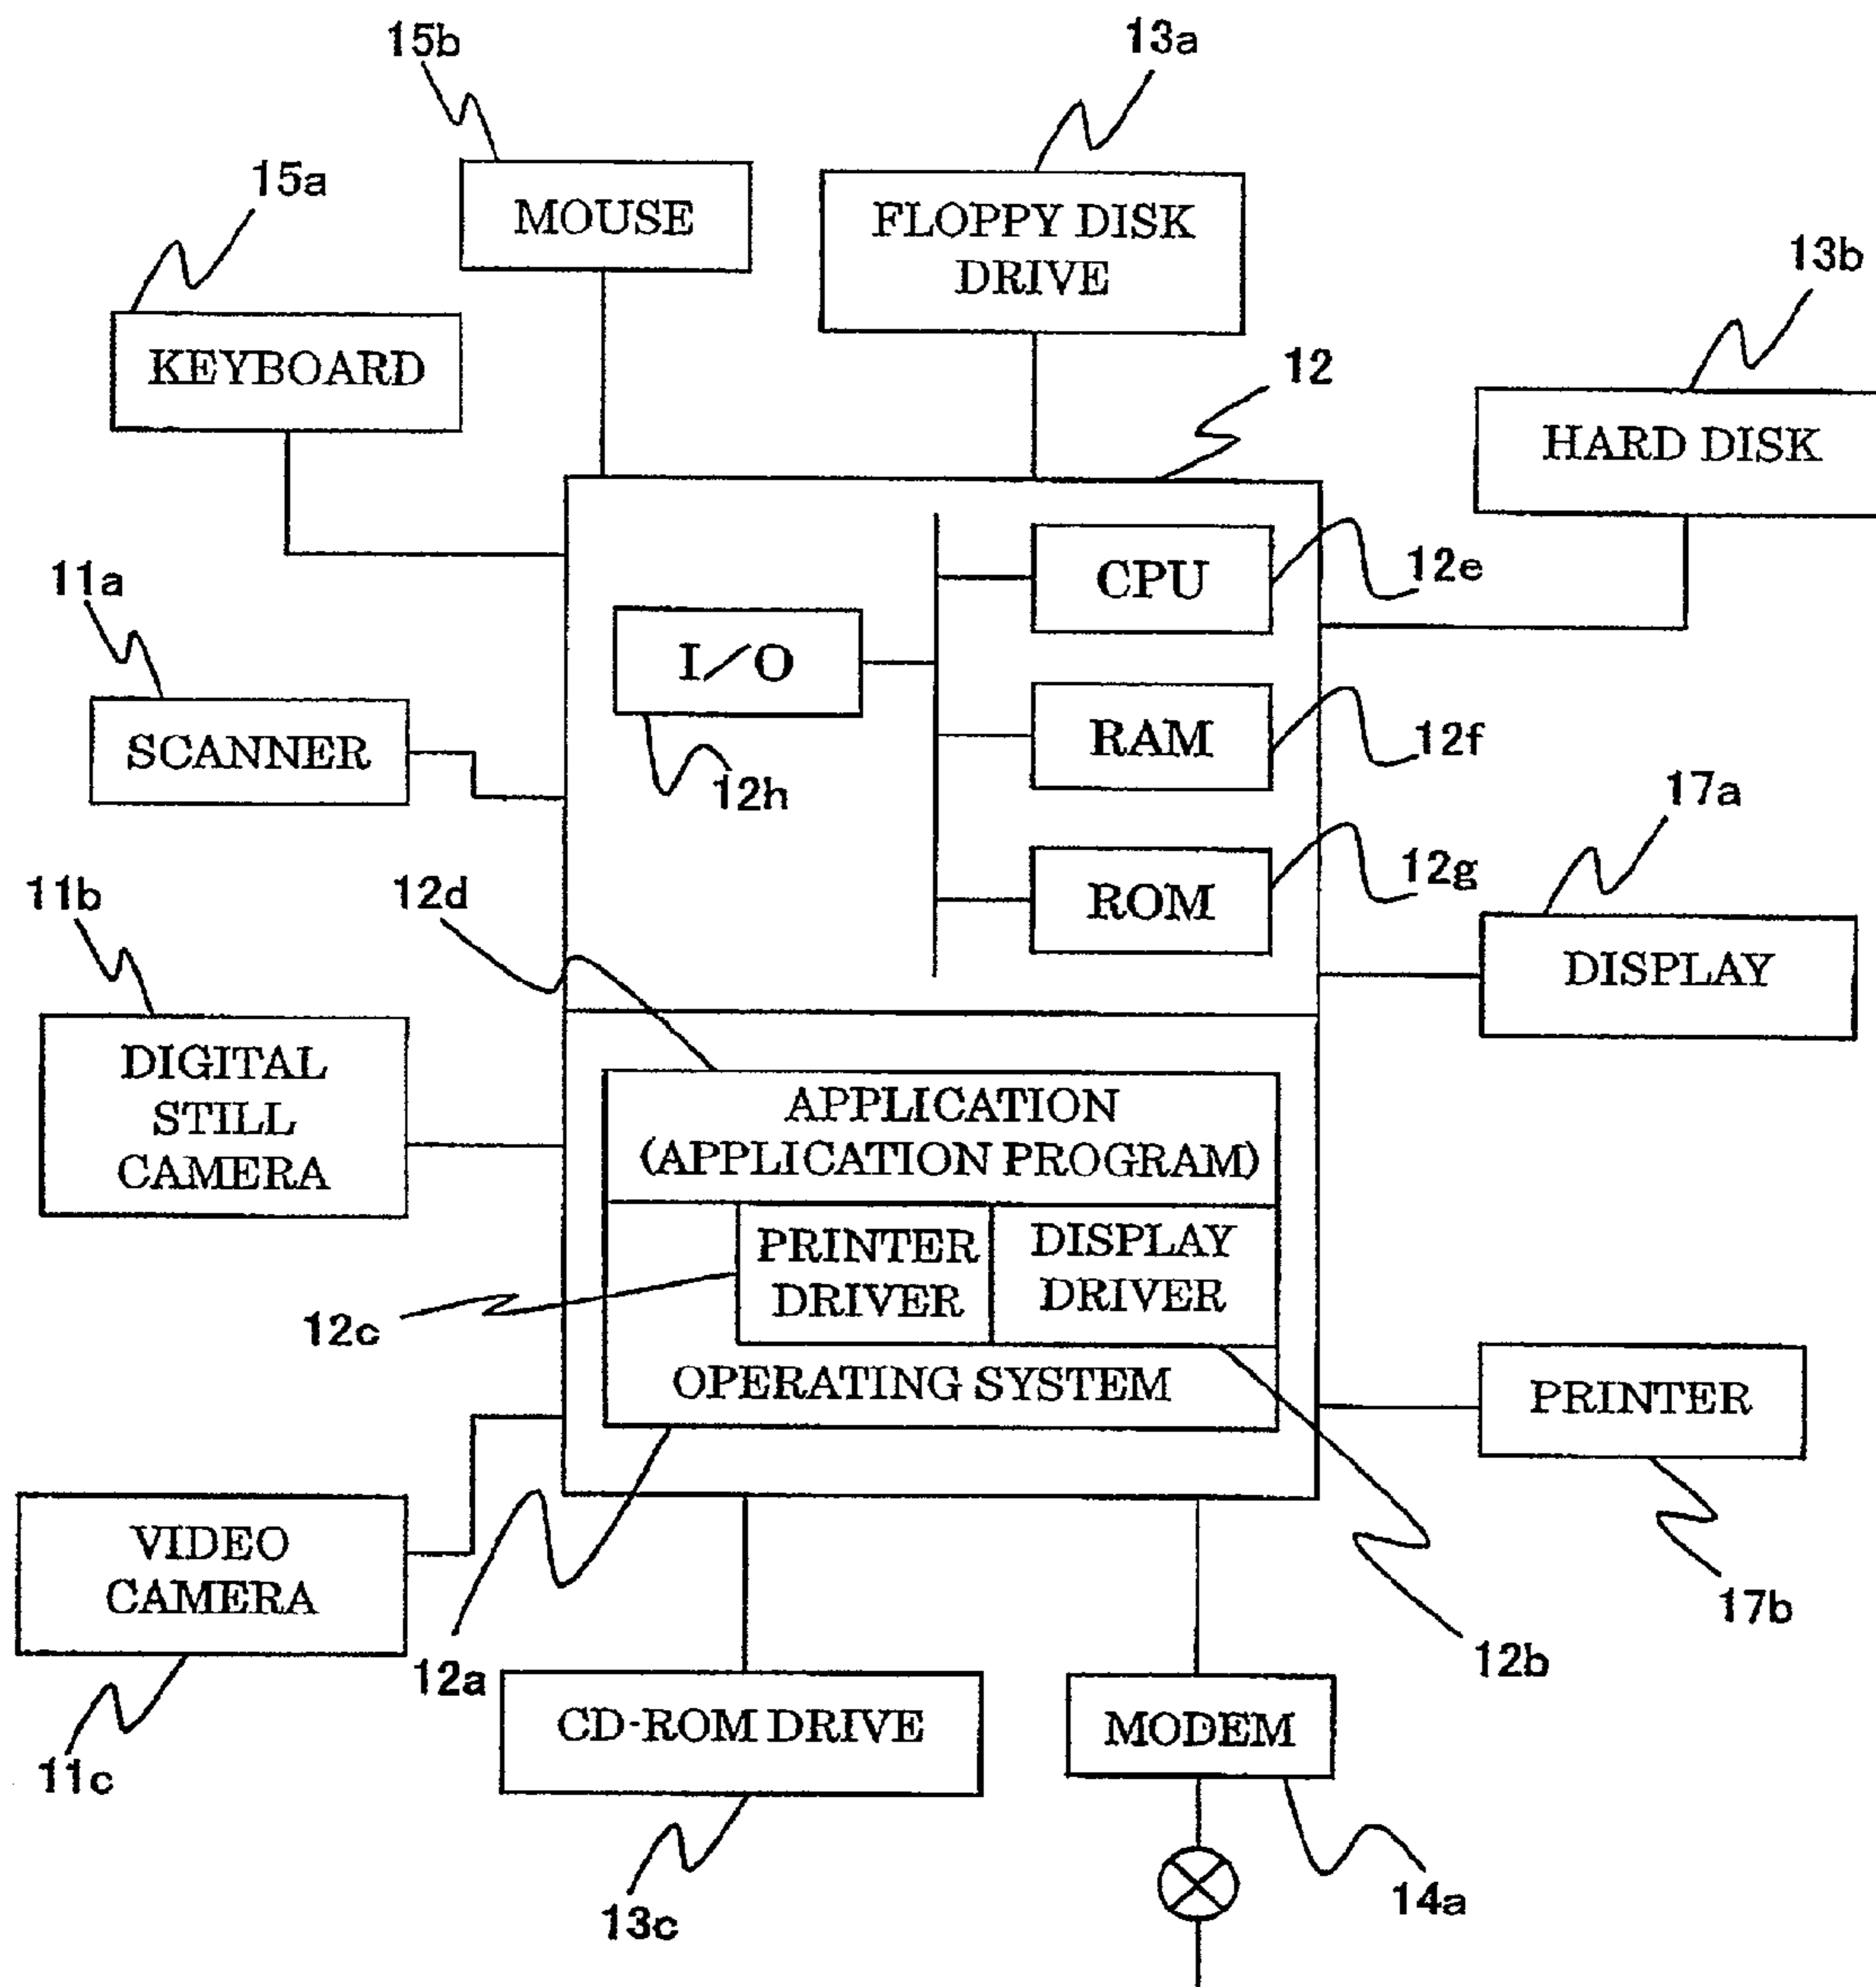 15b
13a
15a
MOUSE
FLOPPY DISK
DRIVE
13b
KEYBOARD
12
HARD DISK
11a
CPU
12e
I/O
SCANNER
RAM
12f
12h
17a
12d
ROM
12g
11b
DISPLAY
DIGITAL
STILL
CAMERA
APPLICATION
(APPLICATION PROGRAM)
PRINTER
DRIVER
DISPLAY
DRIVER
12c
OPERATING SYSTEM
PRINTER
VIDEO
CAMERA
17b
12a
12b
CD-ROM DRIVE
MODEM
11c
13c
14a